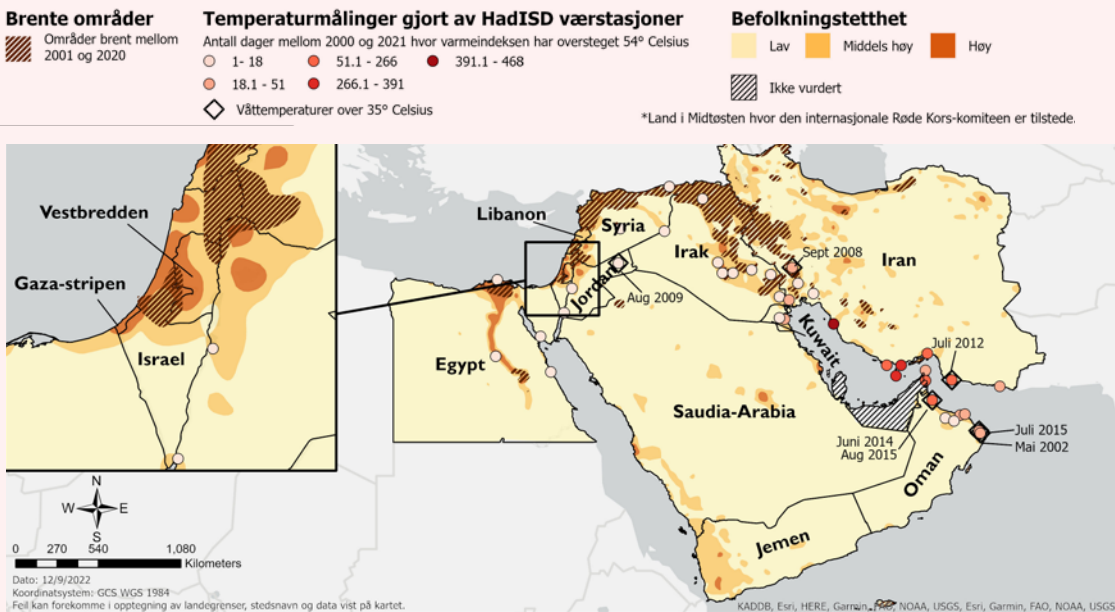 Brente områder
Områder brent mellom
2001 og 2020
Temperaturmålinger gjort av HadISD værstasjoner
Antall dager mellom 2000 og 2021 hvor varmeindeksen har oversteget 54° Celsius
1- 18
51.1 - 266
391.1 - 468
18.1 - 51
266.1 - 391
Våttemperaturer over 35° Celsius
Befolkningstetthet
Lav
Middels høy
Høy
Ikke vurdert
*Land i Midtøsten hvor den internasjonale Røde Kors-komiteen er tilstede.
Vestbredden
Gaza-stripen
Israel
Libanon
Syria
Irak
Iran
Jordan
Kuwait
Egypt
Saudia-Arabia
Oman
Jemen
Sept 2008
Aug 2009
Juli 2012
Juni 2014
Aug 2015
Juli 2015
Mai 2002
N
W
E
S
0 270 540 1,080
Kilometers
Dato: 12/9/2022
Koordinatsystem: GCS WGS 1984
Feil kan forekomme i opptegning av landegrenser, stedsnavn og data vist på kartet.
KADDB, Esri, HERE, Garmin, FAO, NOAA, USGS, Esri, Garmin, FAO, NOAA, USGS